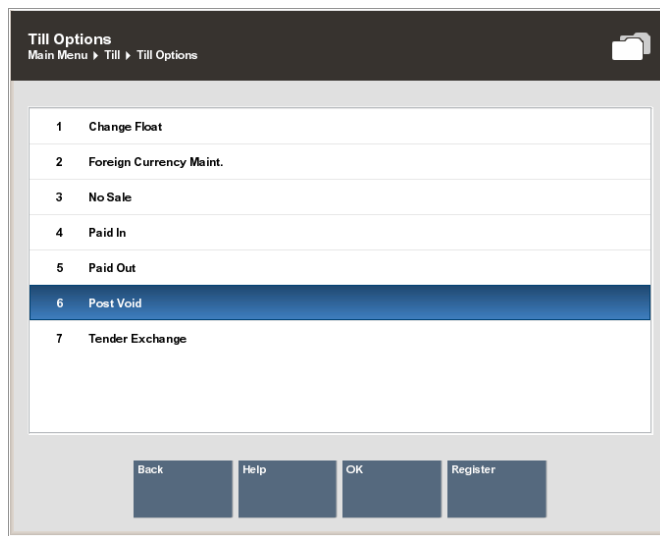 Till Options
Main Menu ▸ Till ▸ Till Options
1 Change Float
2 Foreign Currency Maint.
3 No Sale
4 Paid In
5 Paid Out
6 Post Void
7 Tender Exchange
Back Help OK Register